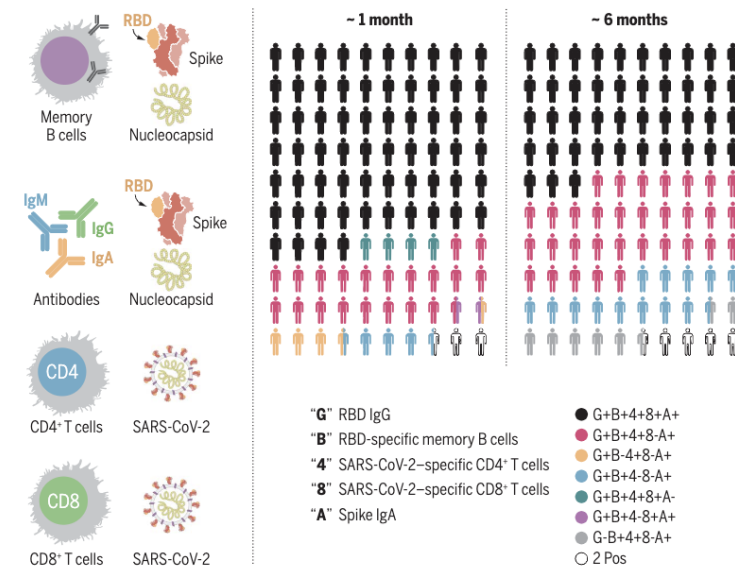 RBD
Spike
Memory
B cells
Nucleocapsid
IgM
RBD
IgG
Spike
IgA
Antibodies
Nucleocapsid
CD4
CD4⁺ T cells
SARS-CoV-2
CD8
CD8⁺ T cells
SARS-CoV-2
~ 1 month
~ 6 months
“G” RBD IgG
“B” RBD-specific memory B cells
“4” SARS-CoV-2–specific CD4⁺ T cells
“8” SARS-CoV-2–specific CD8⁺ T cells
“A” Spike IgA
G+B+4+8+A+
G+B+4+8-A+
G+B-4+8-A+
G+B+4-8-A+
G+B+4+8+A-
G+B+4-8+A+
G-B+4+8-A+
2 Pos